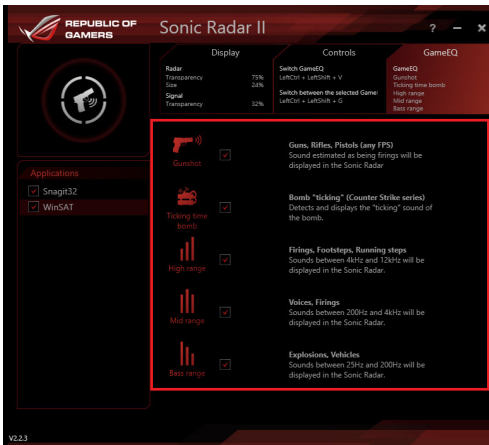 REPUBLIC OF
GAMERS
Sonic Radar II
? – ×
Display
Radar
Transparency 75%
Size 24%
Signal
Transparency 32%
Controls
Switch GameEQ
LeftCtrl + LeftShift + V
Switch between the selected Game
LeftCtrl + LeftShift + G
GameEQ
GameEQ
Gunshot
Ticking time bomb
High range
Mid range
Bass range
Applications
Snagit32
WinSAT
Gunshot
Guns, Rifles, Pistols (any FPS)
Sound estimated as being firings will be
displayed in the Sonic Radar
Ticking time
bomb
Bomb "ticking" (Counter Strike series)
Detects and displays the "ticking" sound of
the bomb.
High range
Firings, Footsteps, Running steps
Sounds between 4kHz and 12kHz will be
displayed in the Sonic Radar.
Mid range
Voices, Firings
Sounds between 200Hz and 4kHz will be
displayed in the Sonic Radar.
Bass range
Explosions, Vehicles
Sounds between 25Hz and 200Hz will be
displayed in the Sonic Radar.
V2.2.3